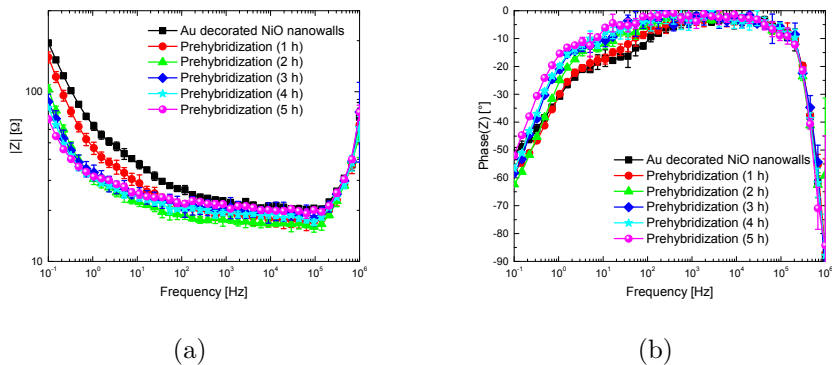 100
10
|Z| [Ω]
Au decorated NiO nanowalls
Prehybridization (1 h)
Prehybridization (2 h)
Prehybridization (3 h)
Prehybridization (4 h)
Prehybridization (5 h)
10⁻¹ 10⁰ 10¹ 10² 10³ 10⁴ 10⁵ 10⁶
Frequency [Hz]
(a)
0
-10
-20
-30
-40
-50
-60
-70
-80
-90
Phase(Z) [°]
Au decorated NiO nanowalls
Prehybridization (1 h)
Prehybridization (2 h)
Prehybridization (3 h)
Prehybridization (4 h)
Prehybridization (5 h)
10⁻¹ 10⁰ 10¹ 10² 10³ 10⁴ 10⁵ 10⁶
Frequency [Hz]
(b)